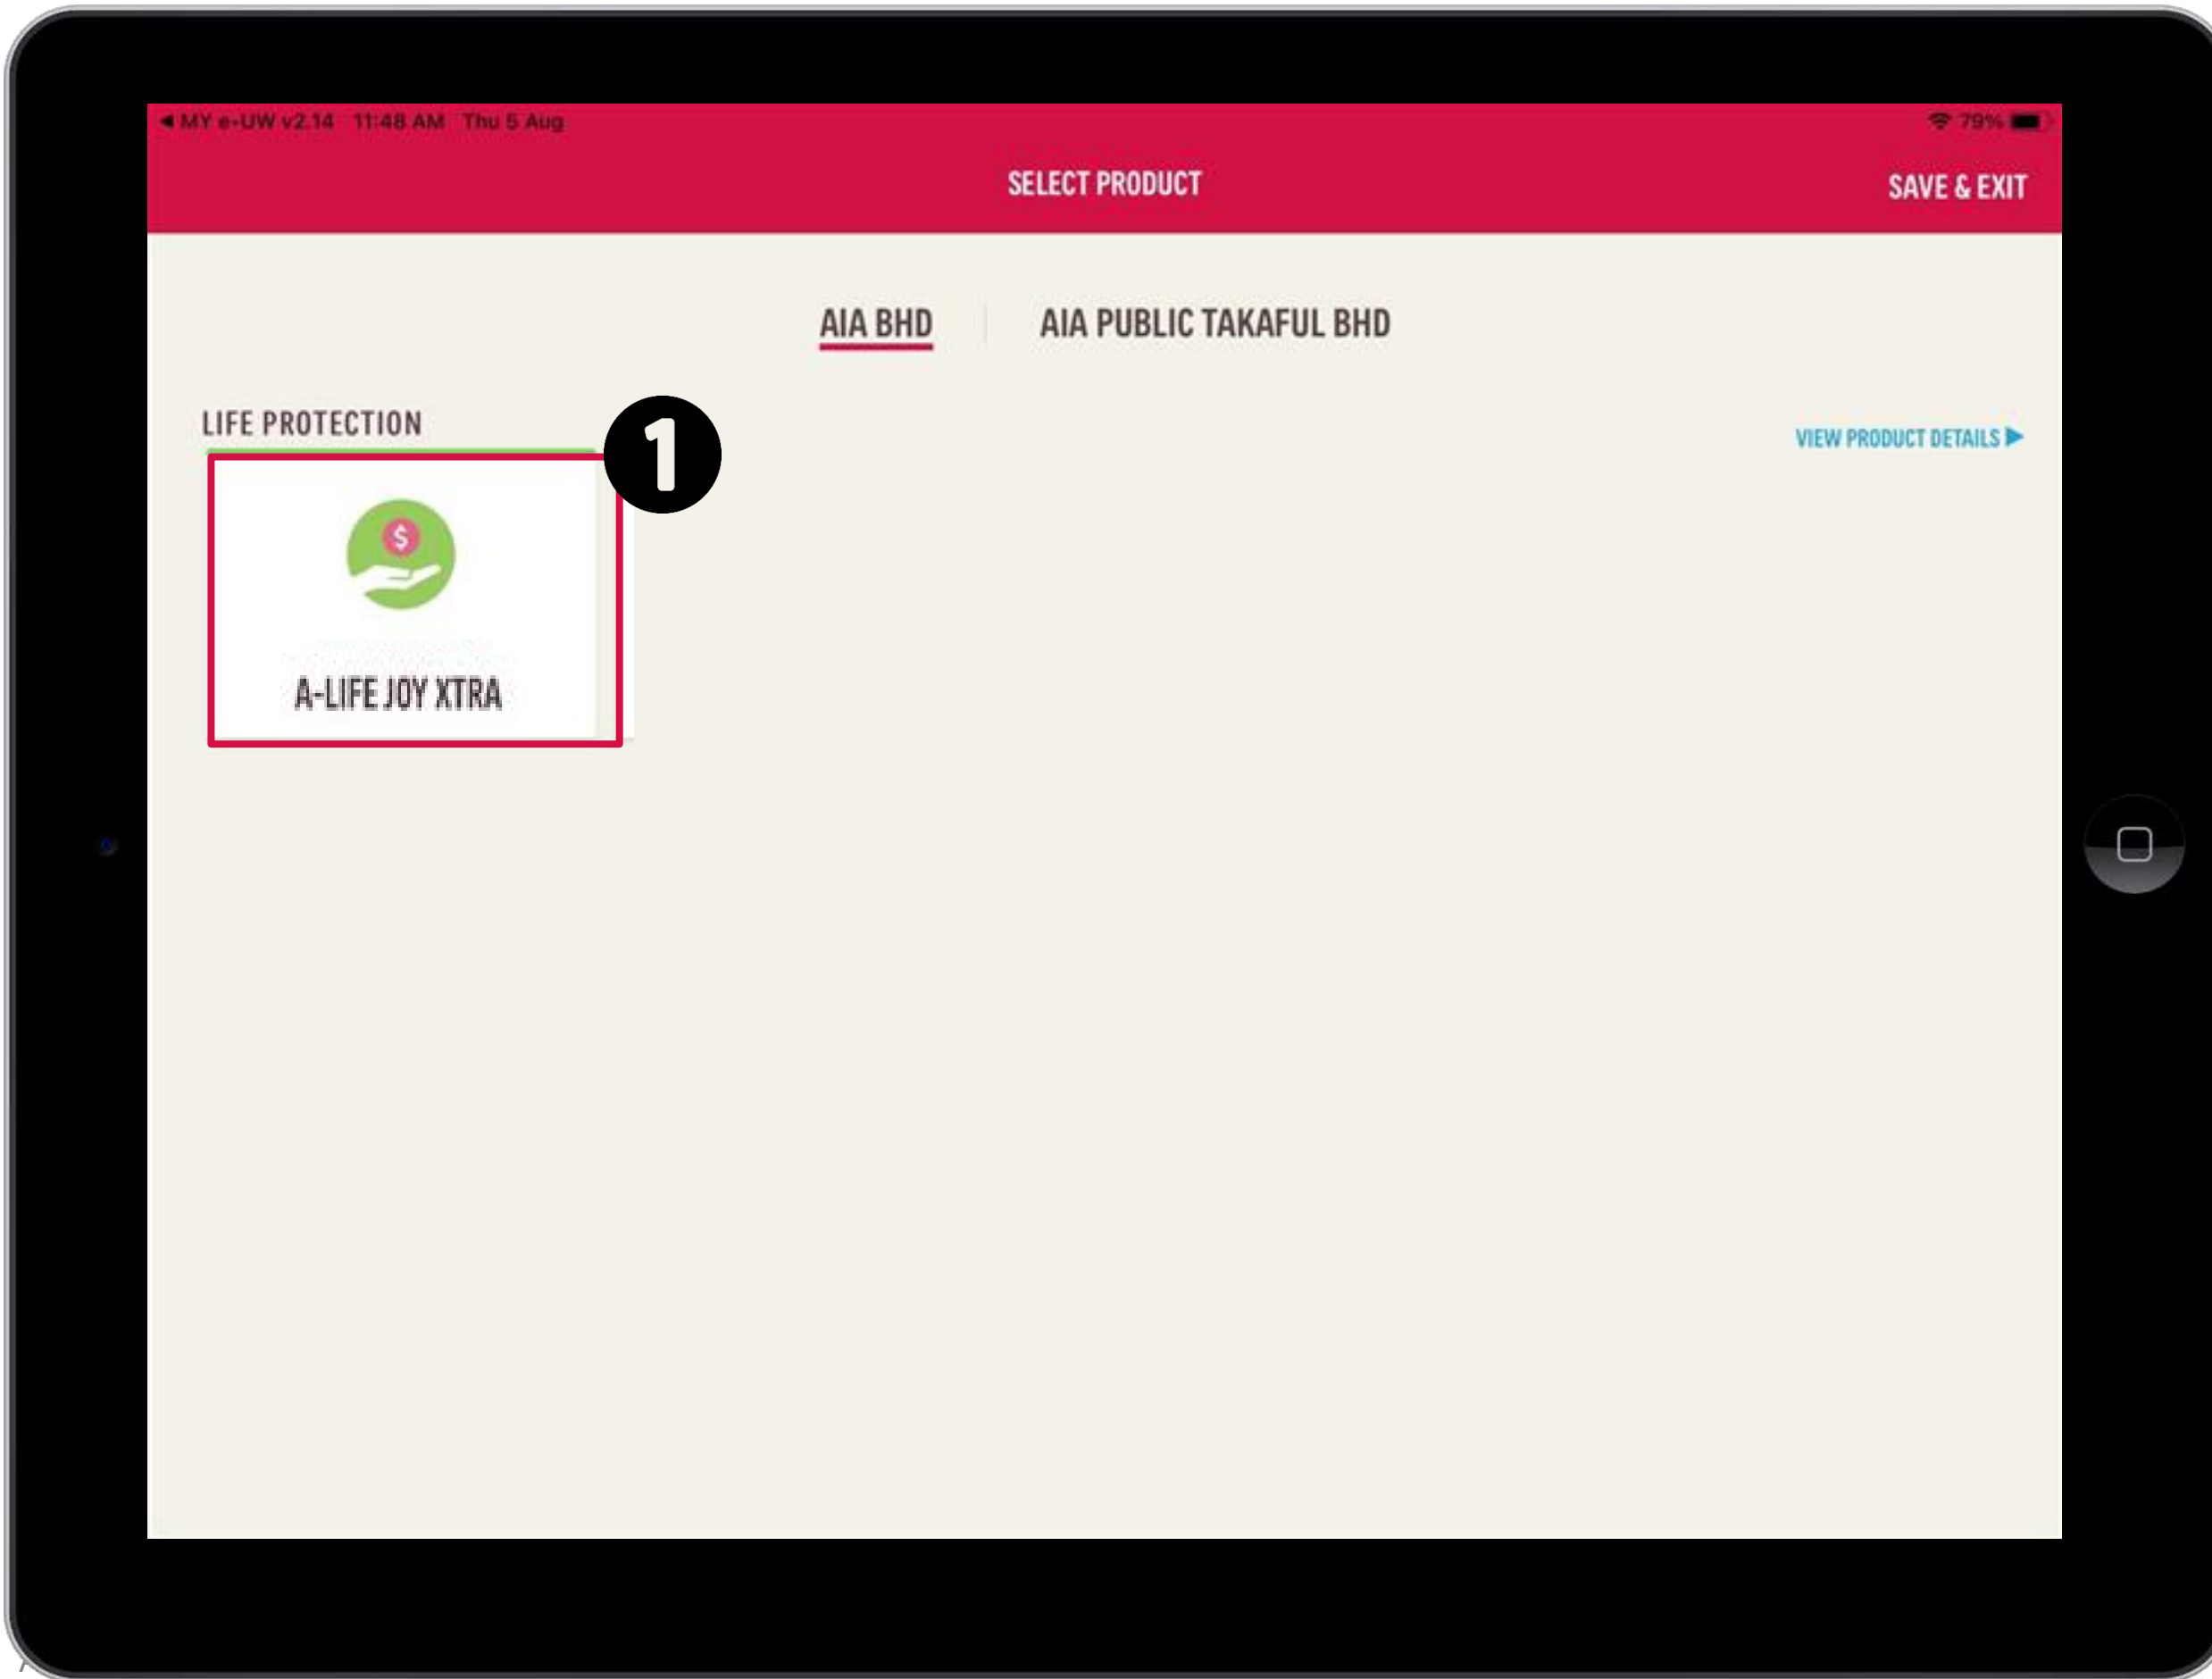 ◀ MY e-UW v2.14 11:48 AM Thu 5 Aug 79%
SELECT PRODUCT
SAVE & EXIT
AIA BHD AIA PUBLIC TAKAFUL BHD
LIFE PROTECTION
1
VIEW PRODUCT DETAILS ▶
$
A-LIFE JOY XTRA